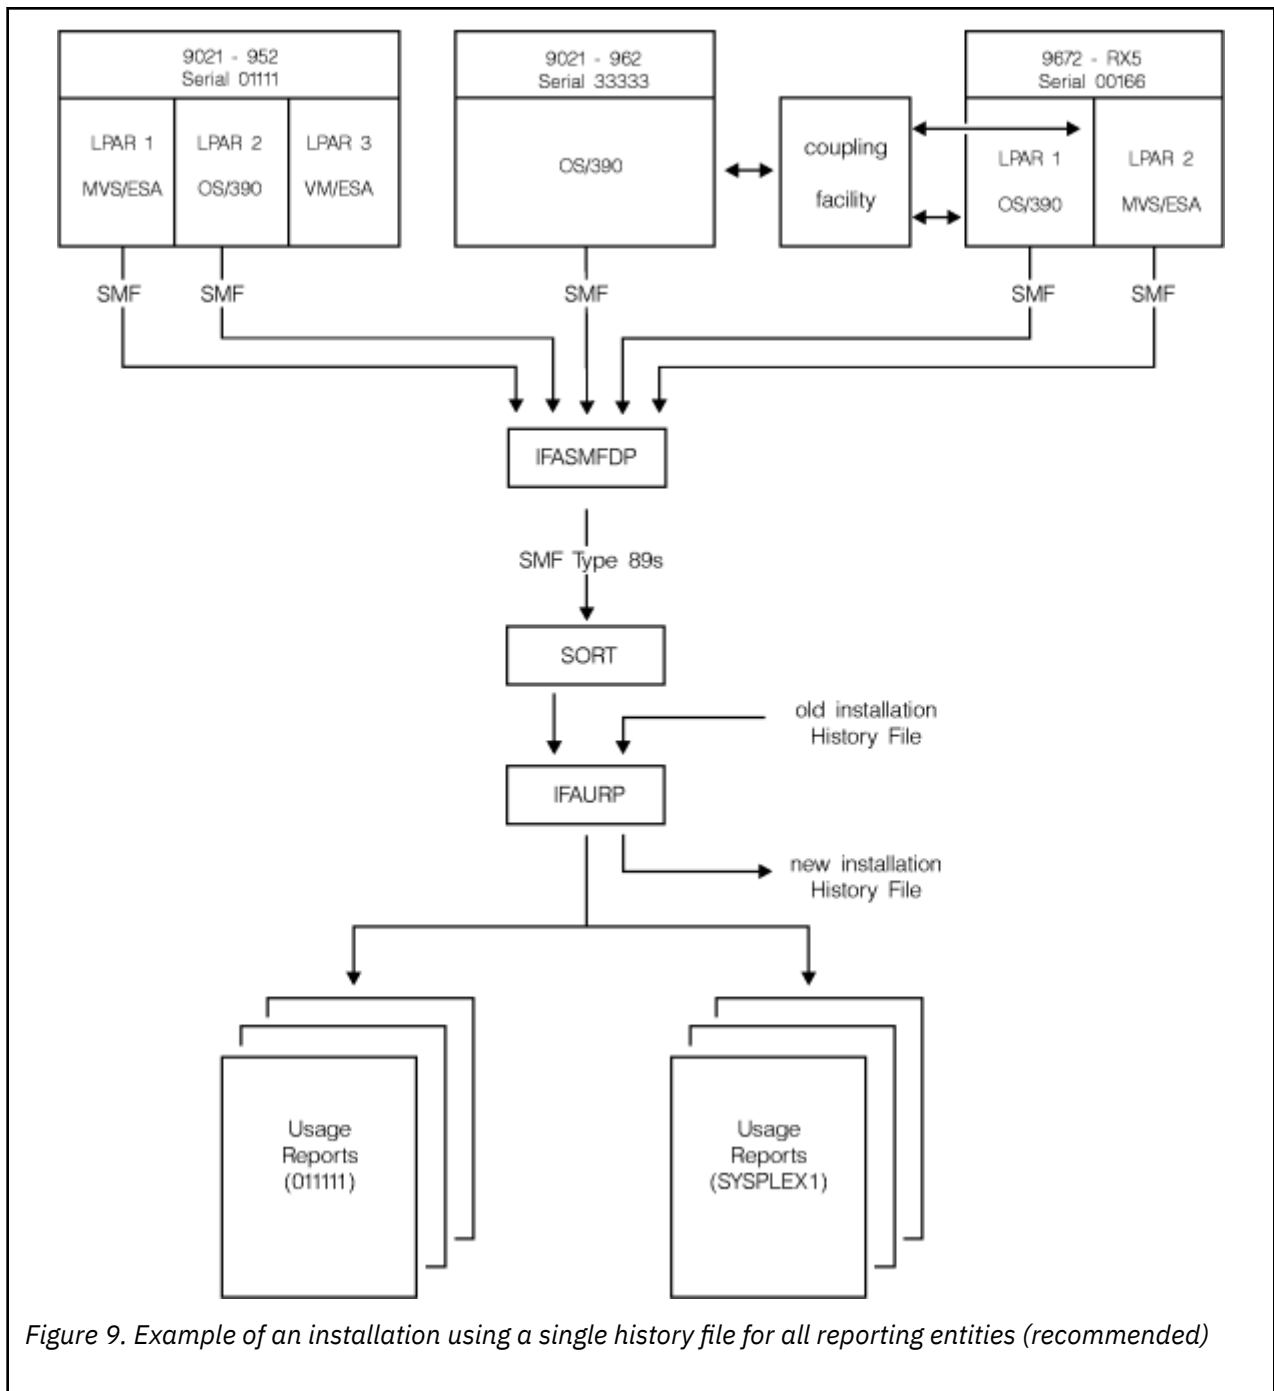 9021 - 952
Serial 01111
9021 - 962
Serial 33333
9672 - RX5
Serial 00166
LPAR 1
MVS/ESA
LPAR 2
OS/390
LPAR 3
VM/ESA
OS/390
coupling
facility
LPAR 1
OS/390
LPAR 2
MVS/ESA
SMF
SMF
SMF
SMF
SMF
IFASMFDP
SMF Type 89s
SORT
old installation
History File
IFAURP
new installation
History File
Usage
Reports
(011111)
Usage
Reports
(SYSPLEX1)
Figure 9. Example of an installation using a single history file for all reporting entities (recommended)